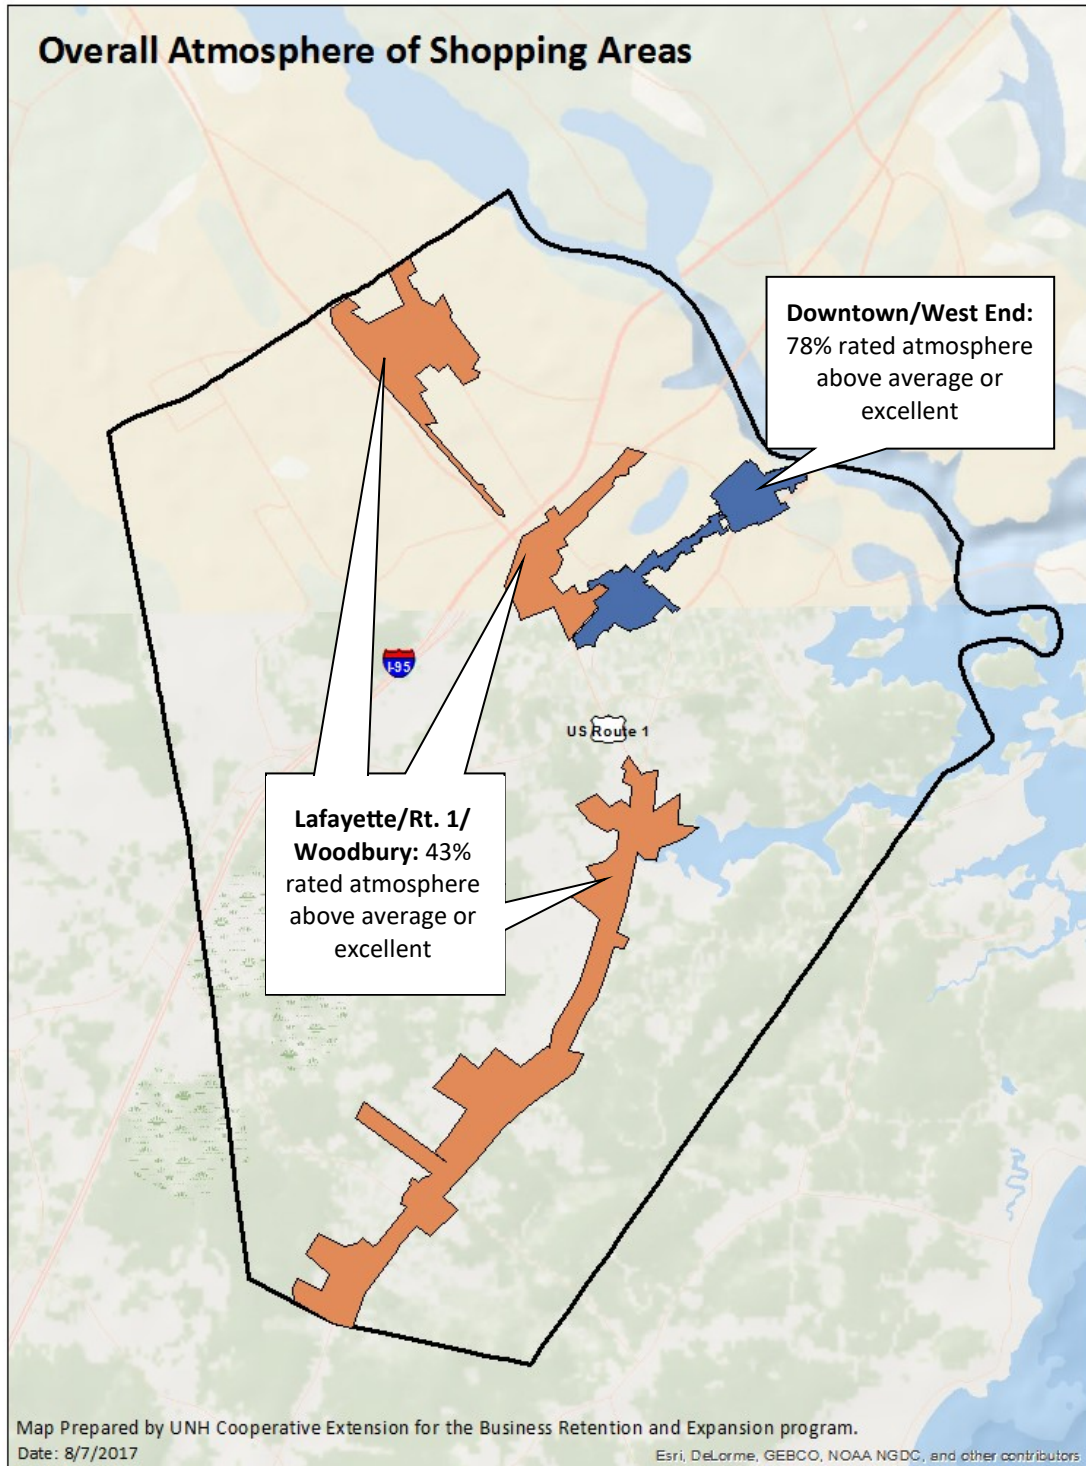 Overall Atmosphere of Shopping Areas
Downtown/West End:
78% rated atmosphere
above average or
excellent
I-95
US Route 1
Lafayette/Rt. 1/
Woodbury: 43%
rated atmosphere
above average or
excellent
Map Prepared by UNH Cooperative Extension for the Business Retention and Expansion program.
Date: 8/7/2017
Esri, DeLorme, GEBCO, NOAA NGDC, and other contributors